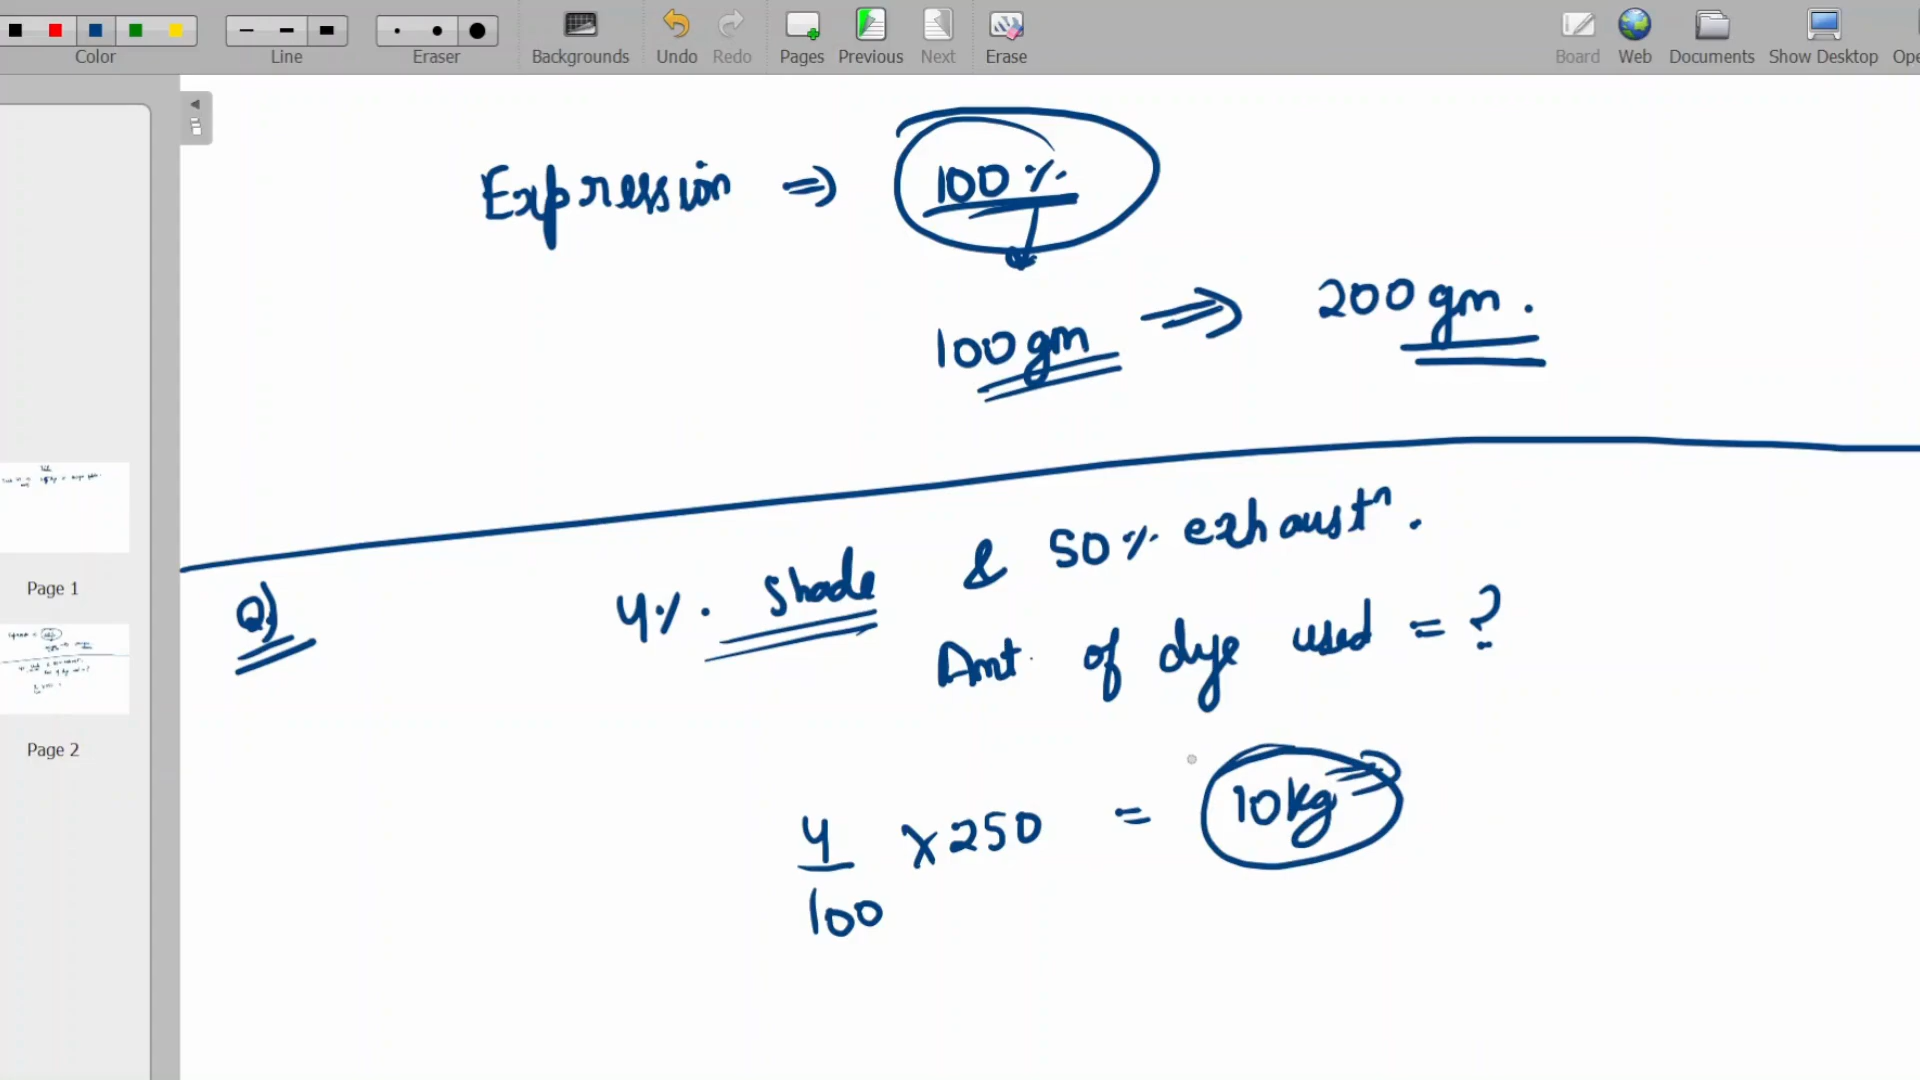 Color
Line
Eraser
Backgrounds
Undo
Redo
Pages
Previous
Next
Erase
Board
Web
Documents
Show Desktop
Ope
Expression ⇒ 100 %
100 gm ⇒ 200 gm.
Q) 4%. Shade & 50% exhaustⁿ.
Amt. of dye used = ?
4/100 x 250 = 10kg
Page 1
Page 2